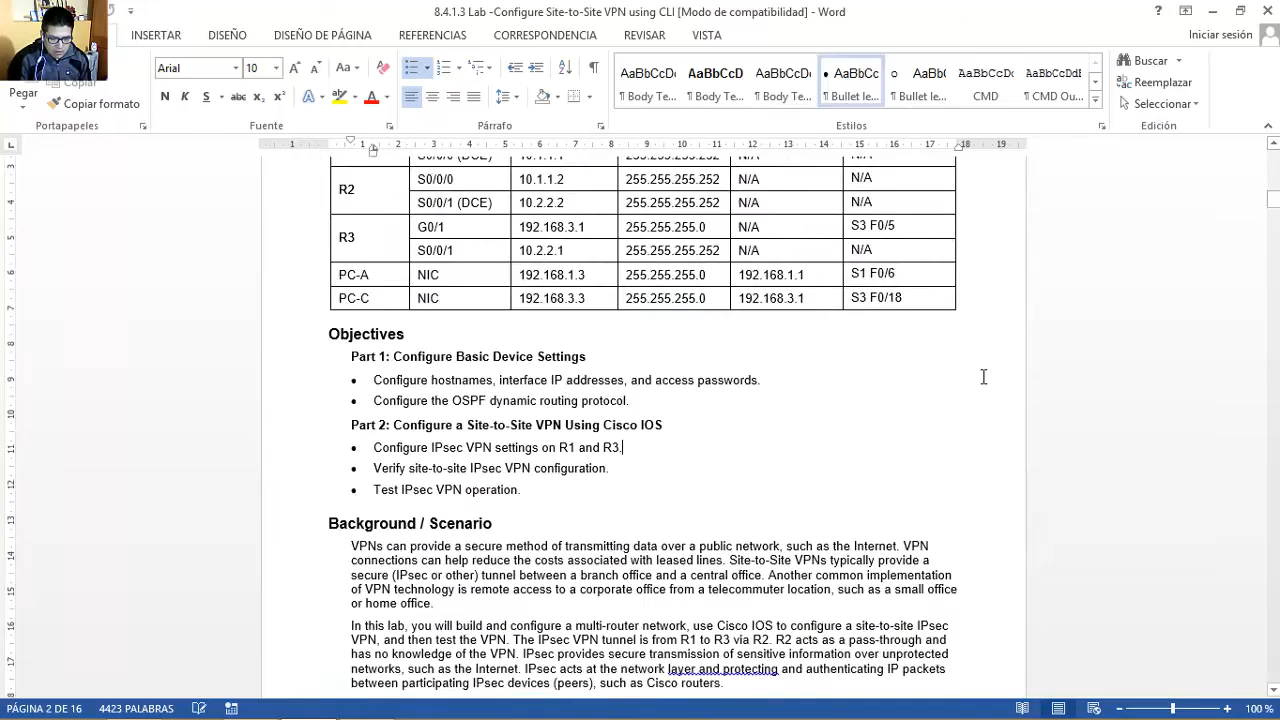 8.4.1.3 Lab -Configure Site-to-Site VPN using CLI [Modo de compatibilidad] - Word
INSERTAR DISEÑO DISEÑO DE PÁGINA REFERENCIAS CORRESPONDENCIA REVISAR VISTA Iniciar sesión
Pegar
Copiar
Copiar formato
Portapapeles
Arial 10
Fuente
Párrafo
AaBbCcDc AaBbCcD AaBbCcDc AaBbCc AaBbC AaBbCcDc AaBbCcDdE
¶ Body Te... ¶ Body Te... ¶ Body Te... ¶ Bullet le... ¶ Bullet le... CMD ¶ CMD Ou...
Estilos
Buscar
Reemplazar
Seleccionar
Edición
S0/0/0 (DCE) 10.1.1.1 255.255.255.252 N/A N/A
R2 S0/0/0 10.1.1.2 255.255.255.252 N/A N/A
S0/0/1 (DCE) 10.2.2.2 255.255.255.252 N/A N/A
R3 G0/1 192.168.3.1 255.255.255.0 N/A S3 F0/5
S0/0/1 10.2.2.1 255.255.255.252 N/A N/A
PC-A NIC 192.168.1.3 255.255.255.0 192.168.1.1 S1 F0/6
PC-C NIC 192.168.3.3 255.255.255.0 192.168.3.1 S3 F0/18
Objectives
Part 1: Configure Basic Device Settings
• Configure hostnames, interface IP addresses, and access passwords.
• Configure the OSPF dynamic routing protocol.
Part 2: Configure a Site-to-Site VPN Using Cisco IOS
• Configure IPsec VPN settings on R1 and R3.
• Verify site-to-site IPsec VPN configuration.
• Test IPsec VPN operation.
Background / Scenario
VPNs can provide a secure method of transmitting data over a public network, such as the Internet. VPN
connections can help reduce the costs associated with leased lines. Site-to-Site VPNs typically provide a
secure (IPsec or other) tunnel between a branch office and a central office. Another common implementation
of VPN technology is remote access to a corporate office from a telecommuter location, such as a small office
or home office.
In this lab, you will build and configure a multi-router network, use Cisco IOS to configure a site-to-site IPsec
VPN, and then test the VPN. The IPsec VPN tunnel is from R1 to R3 via R2. R2 acts as a pass-through and
has no knowledge of the VPN. IPsec provides secure transmission of sensitive information over unprotected
networks, such as the Internet. IPsec acts at the network layer and protecting and authenticating IP packets
between participating IPsec devices (peers), such as Cisco routers.
PÁGINA 2 DE 16 4423 PALABRAS 100 %